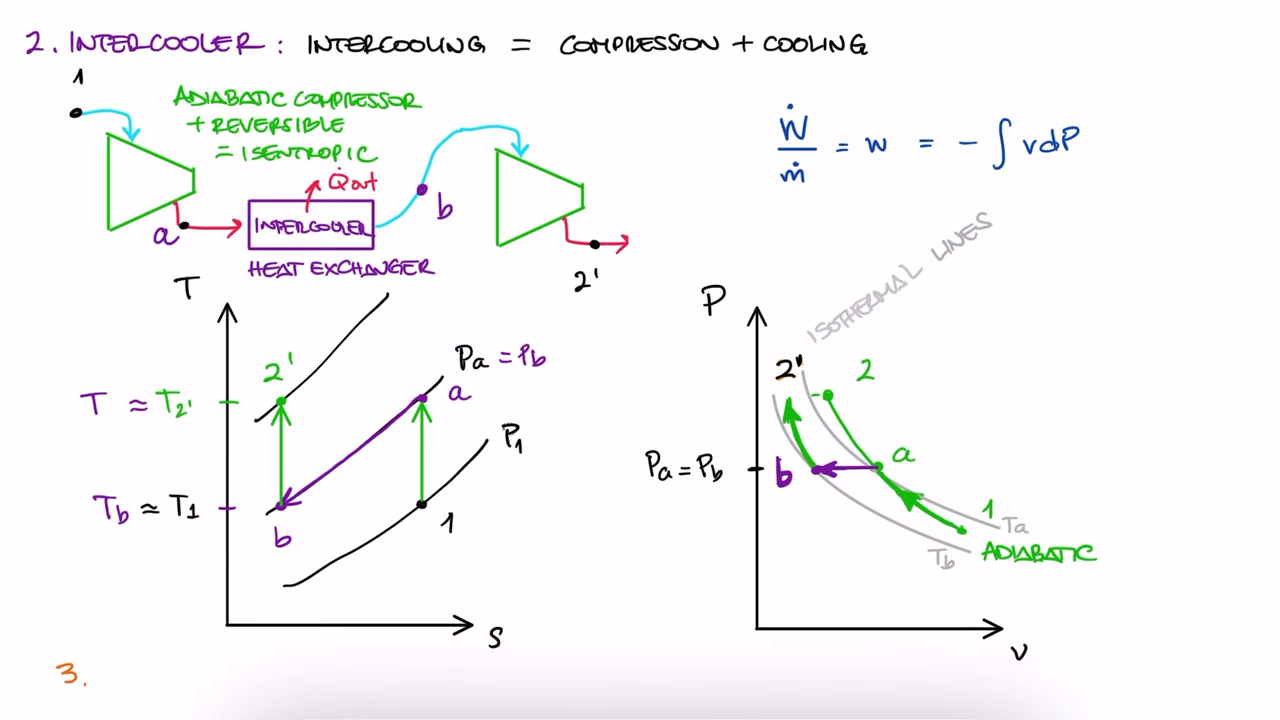 2. INTERCOOLER: INTERCOOLING = COMPRESSION + COOLING
1
ADIABATIC COMPRESSOR
+ REVERSIBLE
= ISENTROPIC
Q̇out
a
INTERCOOLER
b
HEAT EXCHANGER
2'
Ẇ/ṁ = w = - ∫ vdP
T
2'
Pa = Pb
T ≈ T2'
a
P1
Tb ≈ T1
b
1
S
ISOTHERMAL LINES
P
2'
2
Pa = Pb
b
a
1
Ta
Tb
ADIABATIC
v
3.